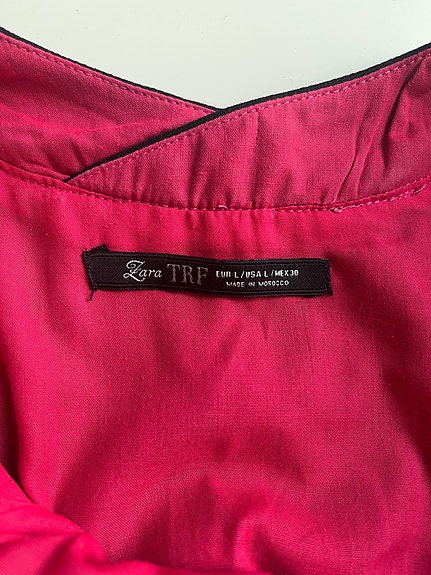 Zara TRF EUR L / USA L / MEX 30
MADE IN MOROCCO